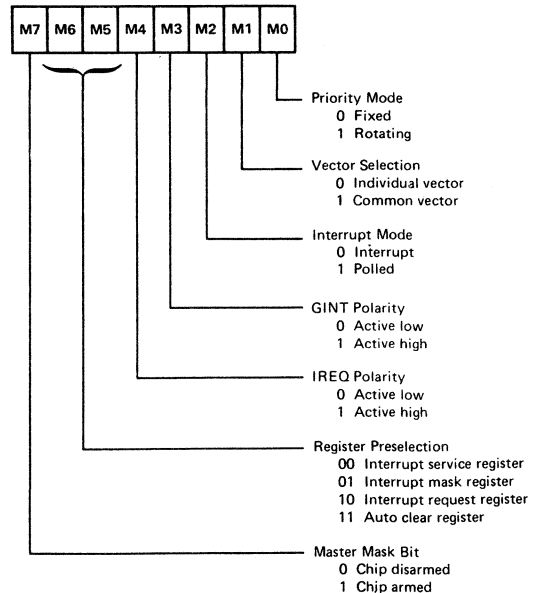 M7 M6 M5 M4 M3 M2 M1 M0
Priority Mode
0 Fixed
1 Rotating
Vector Selection
0 Individual vector
1 Common vector
Interrupt Mode
0 Interrupt
1 Polled
GINT Polarity
0 Active low
1 Active high
IREQ Polarity
0 Active low
1 Active high
Register Preselection
00 Interrupt service register
01 Interrupt mask register
10 Interrupt request register
11 Auto clear register
Master Mask Bit
0 Chip disarmed
1 Chip armed